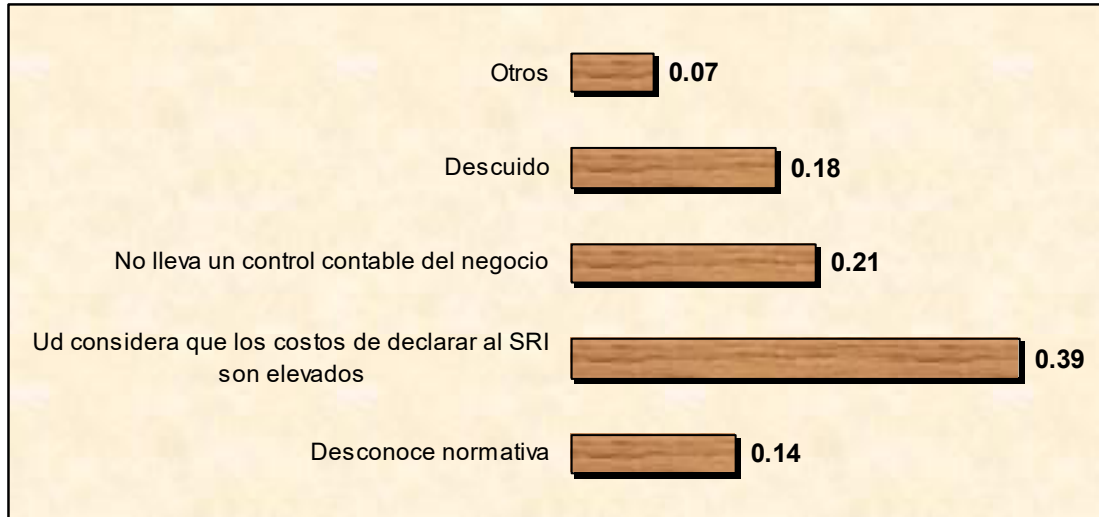 Otros 0.07
Descuido 0.18
No lleva un control contable del negocio 0.21
Ud considera que los costos de declarar al SRI
son elevados 0.39
Desconoce normativa 0.14